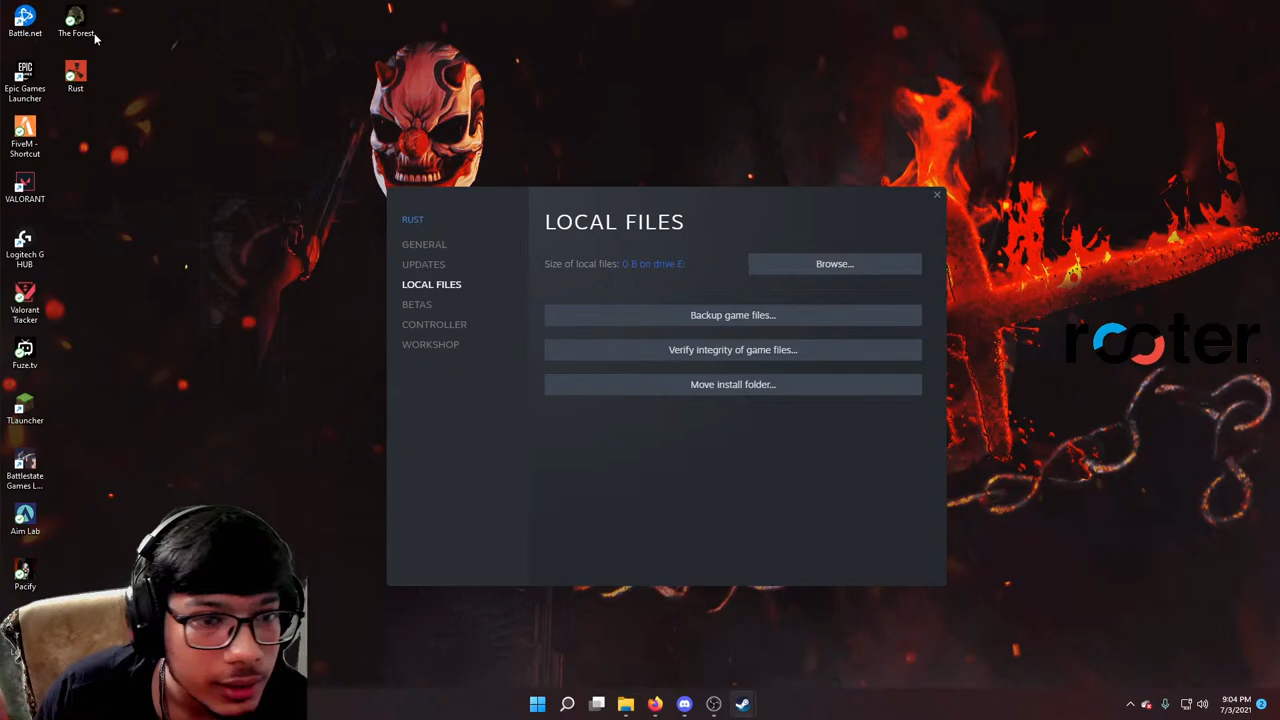 Battle.net
The Forest
EPIC GAMES
Epic Games
Launcher
Rust
FiveM -
Shortcut
VALORANT
Logitech G
HUB
Valorant
Tracker
Fuze.tv
TLauncher
Battlestate
Games L...
Aim Lab
Pacify
RUST
GENERAL
UPDATES
LOCAL FILES
BETAS
CONTROLLER
WORKSHOP
LOCAL FILES
Size of local files: 0 B on drive E:
Browse...
Backup game files...
Verify integrity of game files...
Move install folder...
rooter
9:04 PM
7/3/2021
2